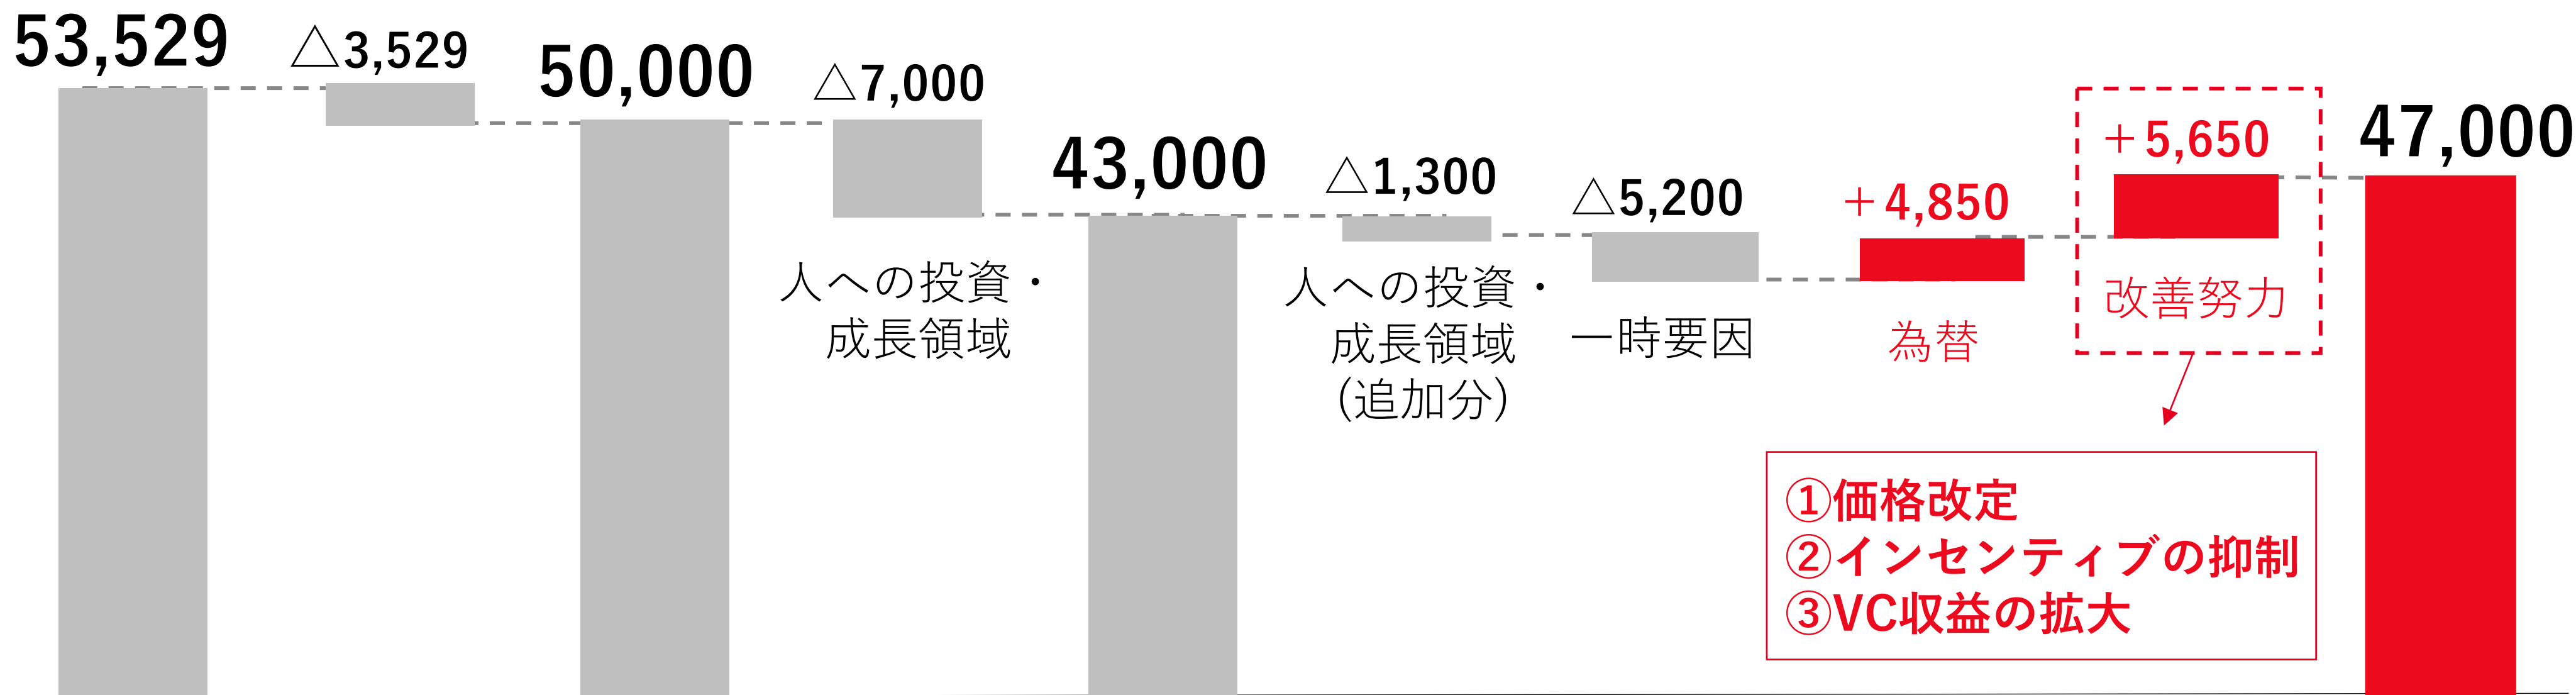 53,529
△3,529
50,000
△7,000
人への投資・
成長領域
43,000
△1,300
人への投資・
成長領域
(追加分)
△5,200
一時要因
+4,850
為替
+5,650
改善努力
47,000
①価格改定
②インセンティブの抑制
③VC収益の拡大